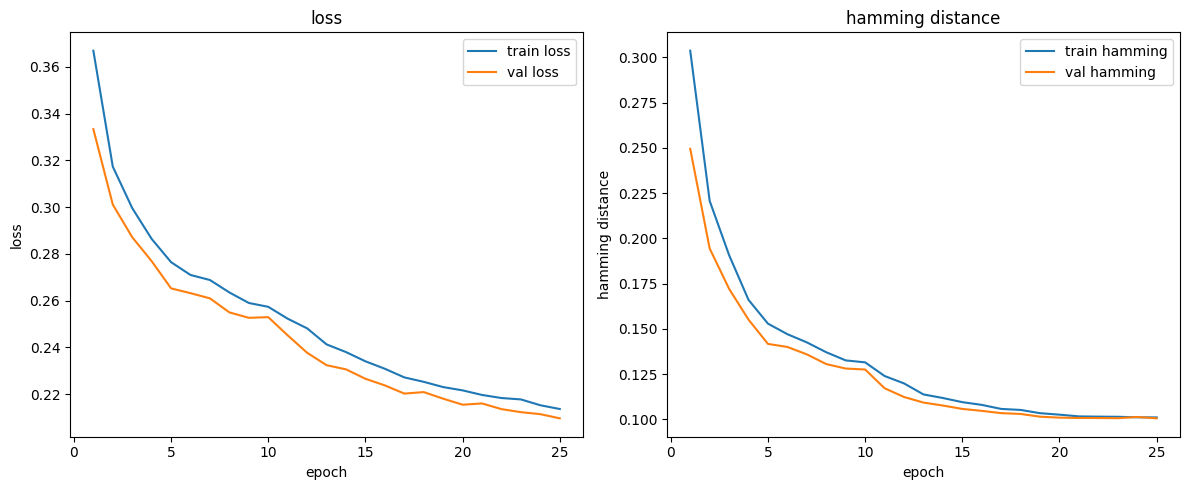 loss
train loss
val loss
0.36
0.34
0.32
0.30
0.28
0.26
0.24
0.22
loss
0 5 10 15 20 25
epoch
hamming distance
train hamming
val hamming
0.300
0.275
0.250
0.225
0.200
0.175
0.150
0.125
0.100
hamming distance
0 5 10 15 20 25
epoch